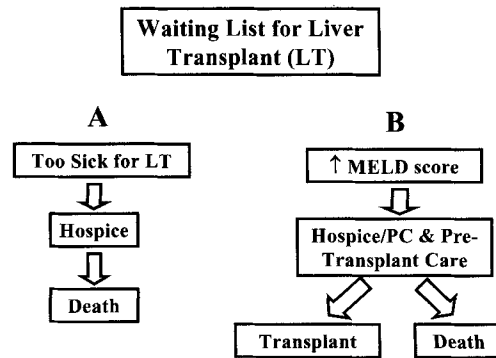 Waiting List for Liver
Transplant (LT)
A
Too Sick for LT
Hospice
Death
B
↑ MELD score
Hospice/PC & Pre-
Transplant Care
Transplant
Death